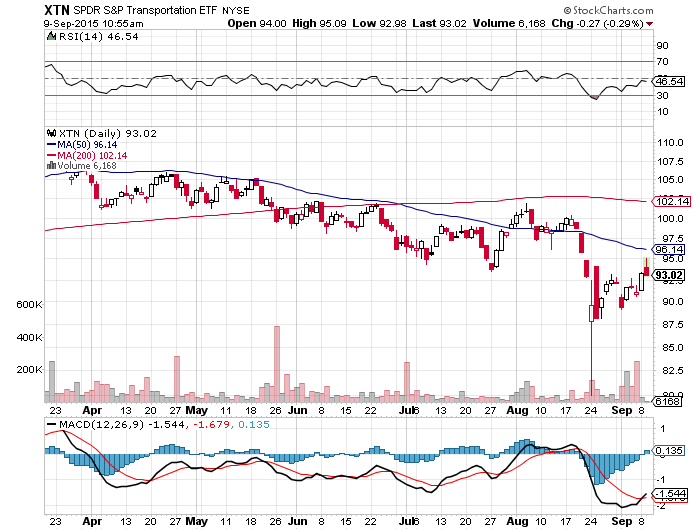 XTN SPDR S&P Transportation ETF NYSE © StockCharts.com
9-Sep-2015 10:55am Open 94.00 High 95.09 Low 92.98 Last 93.02 Volume 6,168 Chg -0.27 (-0.29%)
RSI(14) 46.54
90
70
50
46.54
30
10
XTN (Daily) 93.02
MA(50) 96.14
MA(200) 102.14
Volume 6,168
110.0
107.5
105.0
102.14
100.0
97.5
96.14
95.0
93.02
90.0
87.5
85.0
82.5
600K
400K
200K
6168
23 Apr 6 13 20 27 May 11 18 26 Jun 8 15 22 Jul 6 13 20 27 Aug 10 17 24 Sep 8
MACD(12,26,9) -1.544, -1.679, 0.135
1
0.135
-1
-1.544
-2
23 Apr 6 13 20 27 May 11 18 26 Jun 8 15 22 Jul 6 13 20 27 Aug 10 17 24 Sep 8